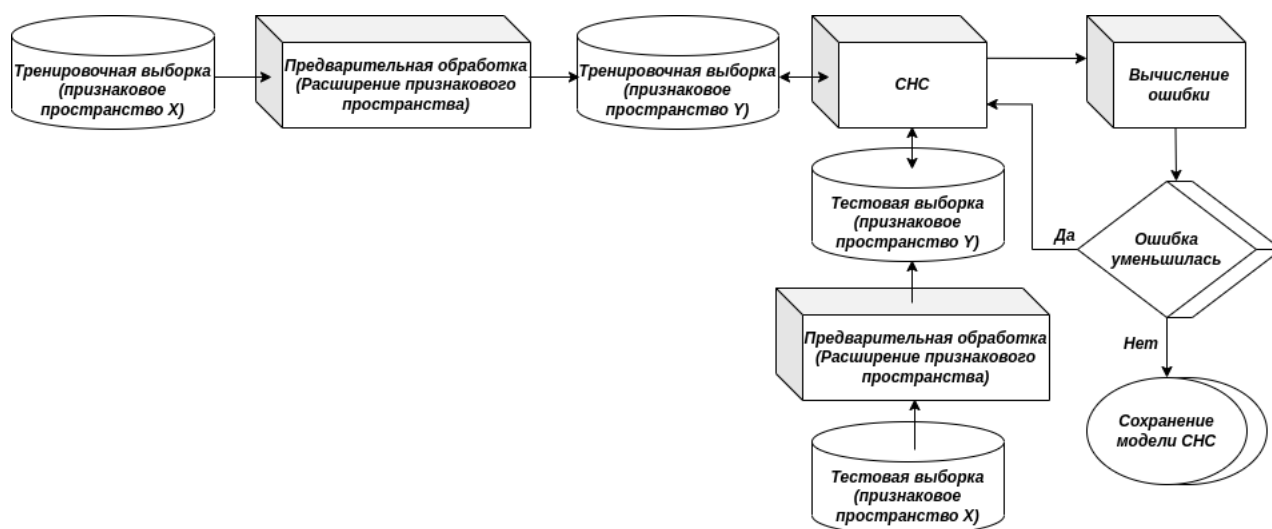 Тренировочная выборка
(признаковое
пространство X)
Предварительная обработка
(Расширение признакового
пространства)
Тренировочная выборка
(признаковое
пространство Y)
СНС
Вычисление
ошибки
Тестовая выборка
(признаковое
пространство Y)
Да
Ошибка
уменьшилась
Предварительная обработка
(Расширение признакового
пространства)
Нет
Сохранение
модели СНС
Тестовая выборка
(признаковое
пространство X)